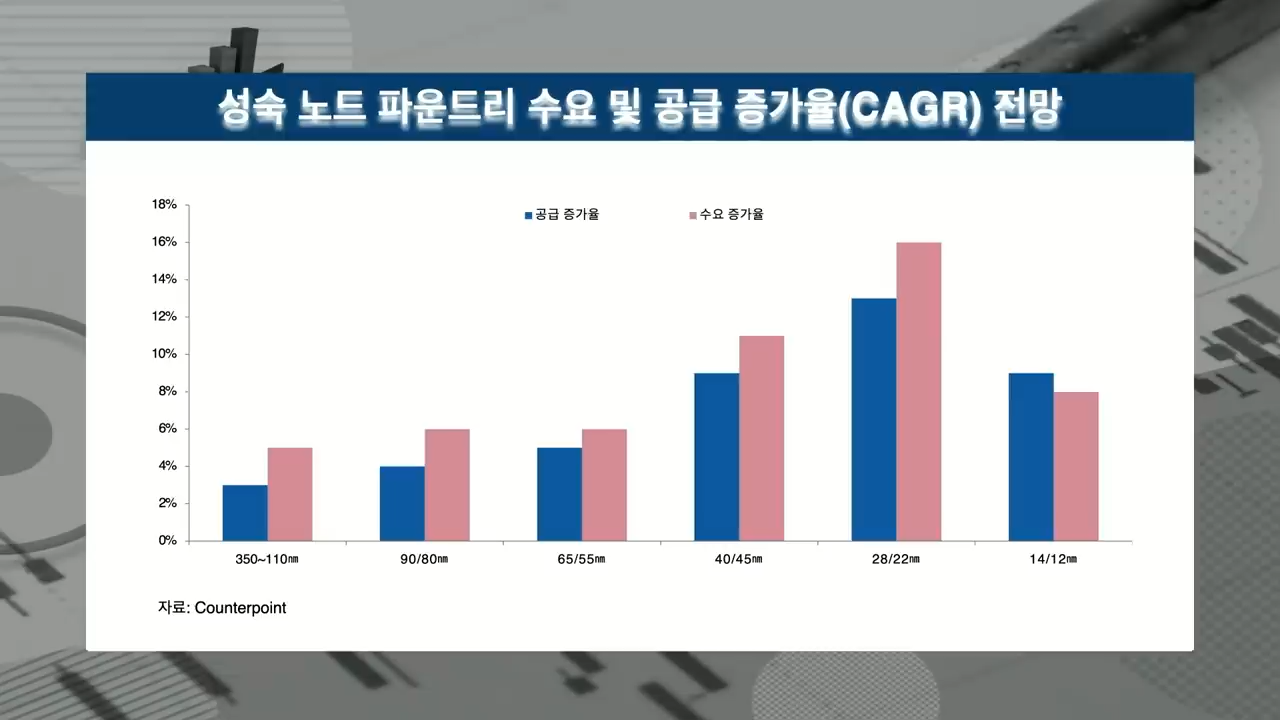 성숙 노드 파운드리 수요 및 공급 증가율(CAGR) 전망
공급 증가율 수요 증가율
18%
16%
14%
12%
10%
8%
6%
4%
2%
0%
350~110㎚ 90/80㎚ 65/55㎚ 40/45㎚ 28/22㎚ 14/12㎚
자료: Counterpoint